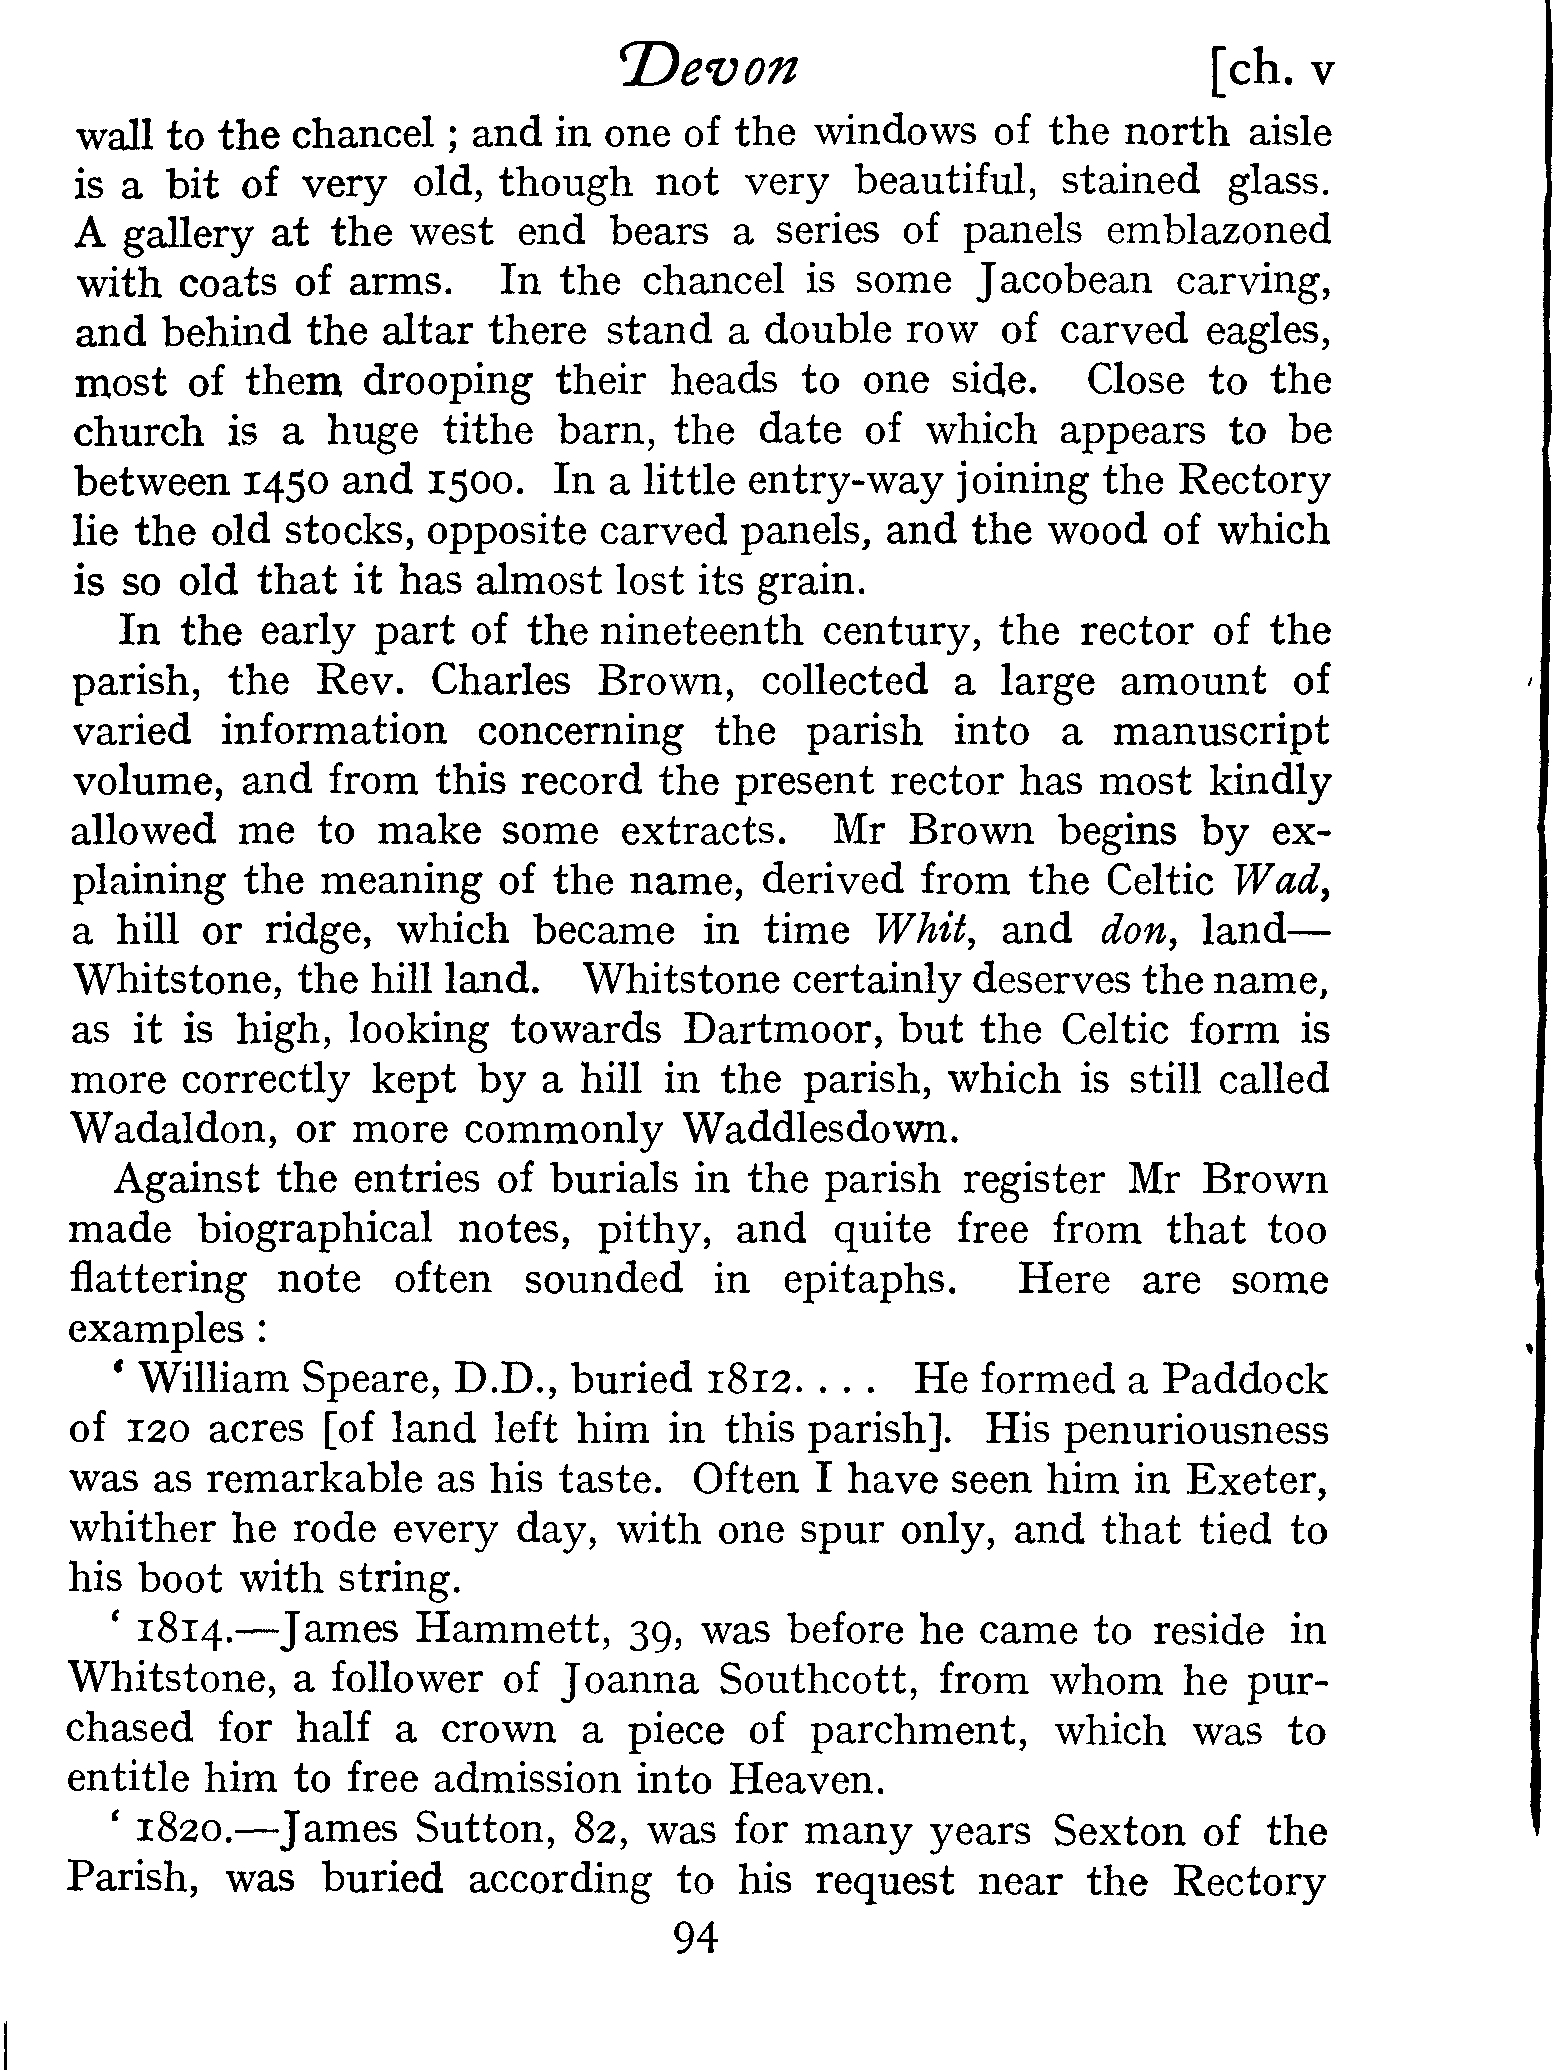 Devon [ch. v
wall to the chancel ; and in one of the windows of the north aisle
is a bit of very old, though not very beautiful, stained glass.
A gallery at the west end bears a series of panels emblazoned
with coats of arms. In the chancel is some Jacobean carving,
and behind the altar there stand a double row of carved eagles,
most of them drooping their heads to one side. Close to the
church is a huge tithe barn, the date of which appears to be
between 1450 and 1500. In a little entry-way joining the Rectory
lie the old stocks, opposite carved panels, and the wood of which
is so old that it has almost lost its grain.
In the early part of the nineteenth century, the rector of the
parish, the Rev. Charles Brown, collected a large amount of
varied information concerning the parish into a manuscript
volume, and from this record the present rector has most kindly
allowed me to make some extracts. Mr Brown begins by ex-
plaining the meaning of the name, derived from the Celtic Wad,
a hill or ridge, which became in time Whit, and don, land—
Whitstone, the hill land. Whitstone certainly deserves the name,
as it is high, looking towards Dartmoor, but the Celtic form is
more correctly kept by a hill in the parish, which is still called
Wadaldon, or more commonly Waddlesdown.
Against the entries of burials in the parish register Mr Brown
made biographical notes, pithy, and quite free from that too
flattering note often sounded in epitaphs. Here are some
examples :
‘ William Speare, D.D., buried 1812. . . . He formed a Paddock
of 120 acres [of land left him in this parish]. His penuriousness
was as remarkable as his taste. Often I have seen him in Exeter,
whither he rode every day, with one spur only, and that tied to
his boot with string.
‘ 1814.—James Hammett, 39, was before he came to reside in
Whitstone, a follower of Joanna Southcott, from whom he pur-
chased for half a crown a piece of parchment, which was to
entitle him to free admission into Heaven.
‘ 1820.—James Sutton, 82, was for many years Sexton of the
Parish, was buried according to his request near the Rectory
94